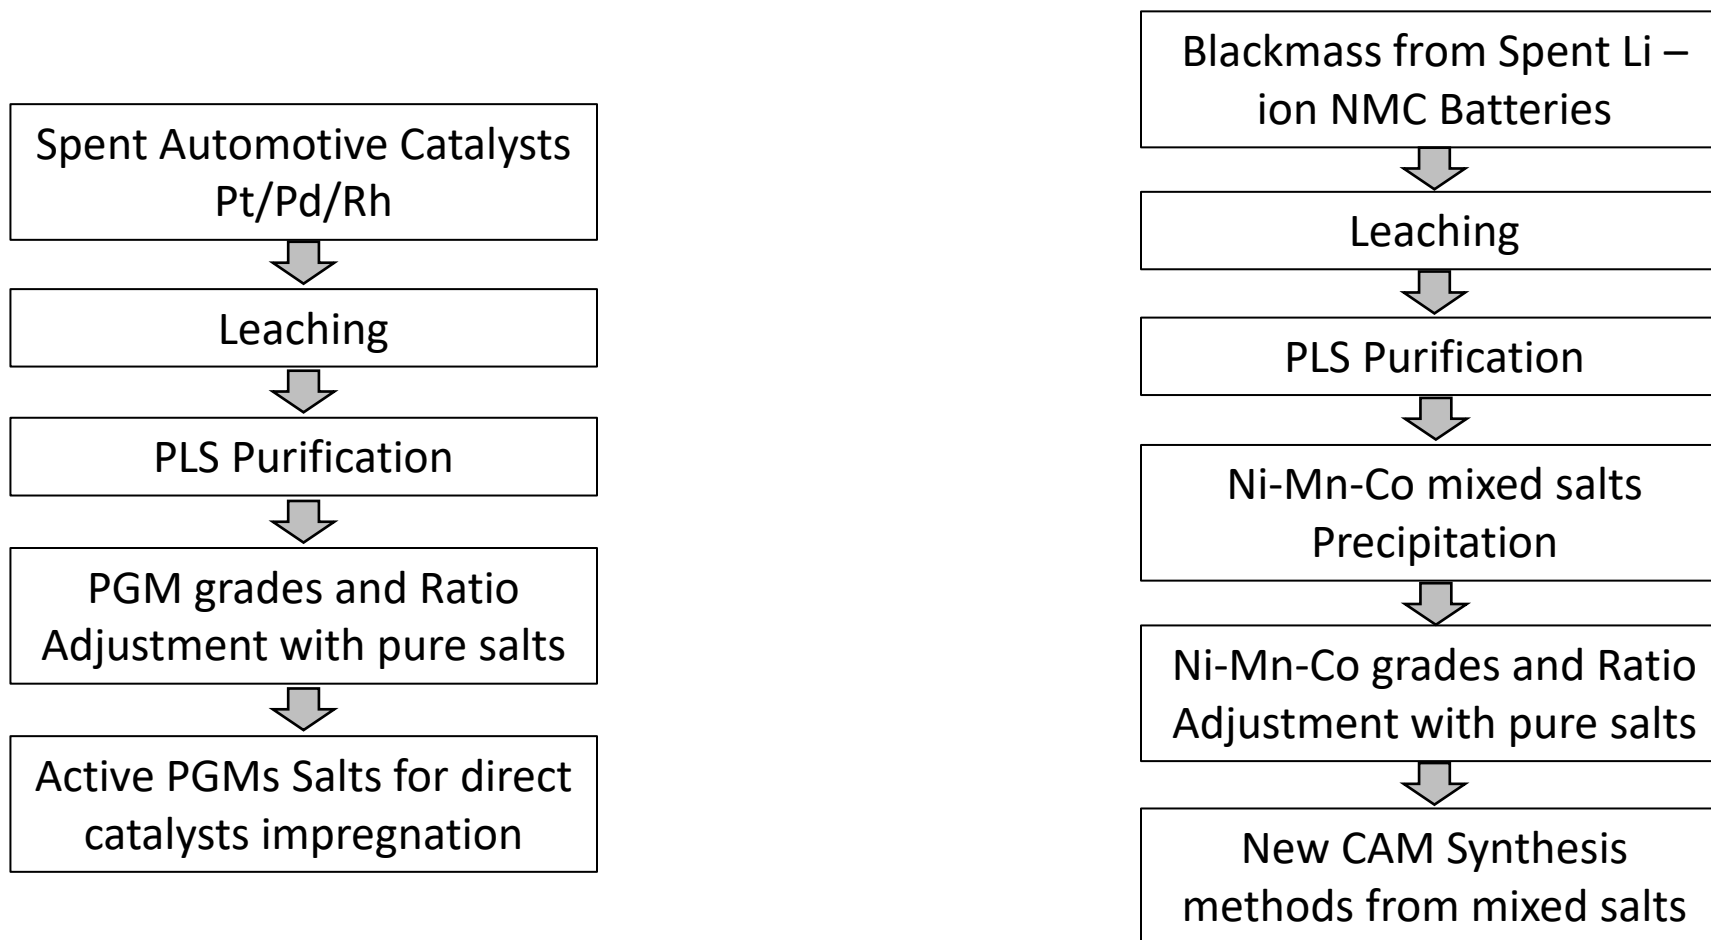 Spent Automotive Catalysts
Pt/Pd/Rh
Leaching
PLS Purification
PGM grades and Ratio
Adjustment with pure salts
Active PGMs Salts for direct
catalysts impregnation
Blackmass from Spent Li –
ion NMC Batteries
Leaching
PLS Purification
Ni-Mn-Co mixed salts
Precipitation
Ni-Mn-Co grades and Ratio
Adjustment with pure salts
New CAM Synthesis
methods from mixed salts